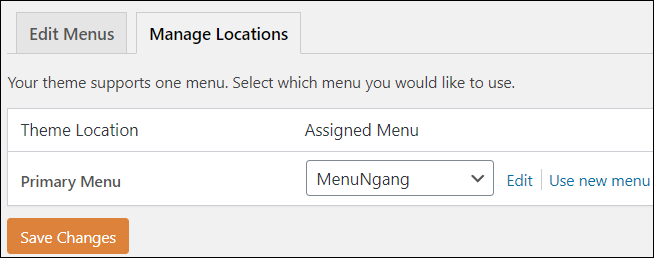 Edit Menus Manage Locations
Your theme supports one menu. Select which menu you would like to use.
Theme Location Assigned Menu
Primary Menu MenuNgang Edit Use new menu
Save Changes